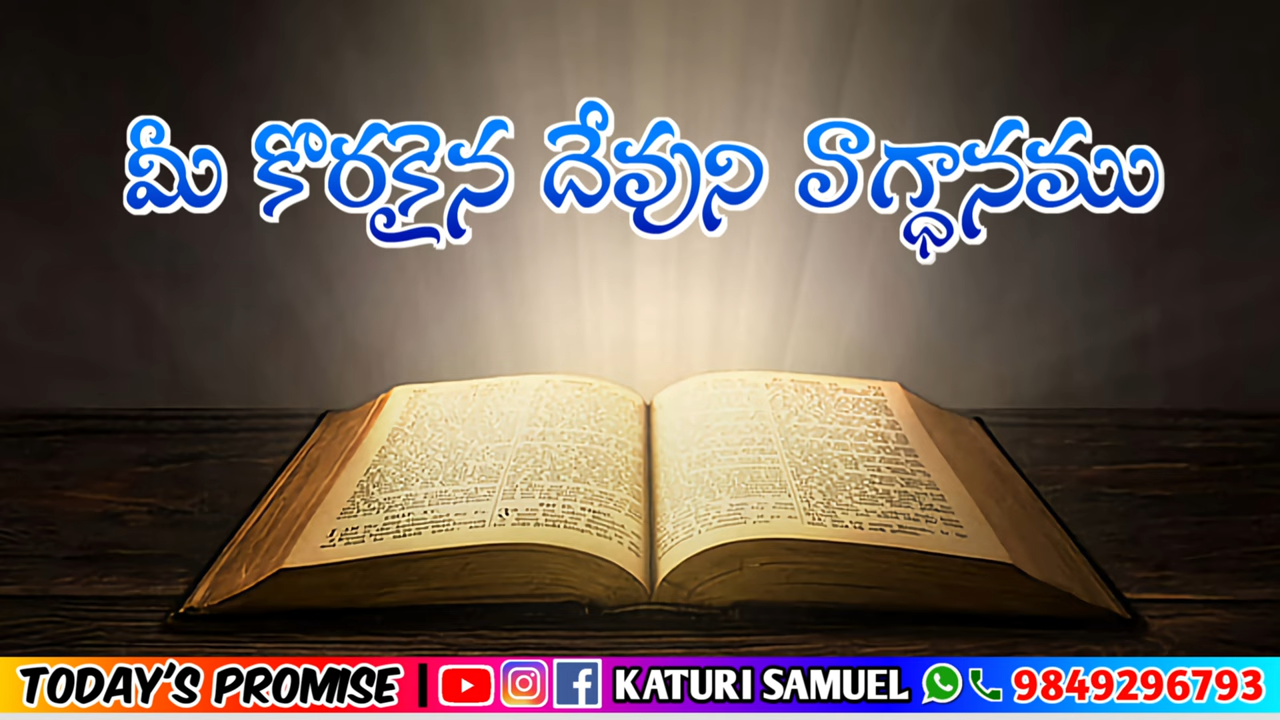 మీ కొరకైన దేవుని వాగ్ధానము
TODAY'S PROMISE | KATURI SAMUEL 9849296793